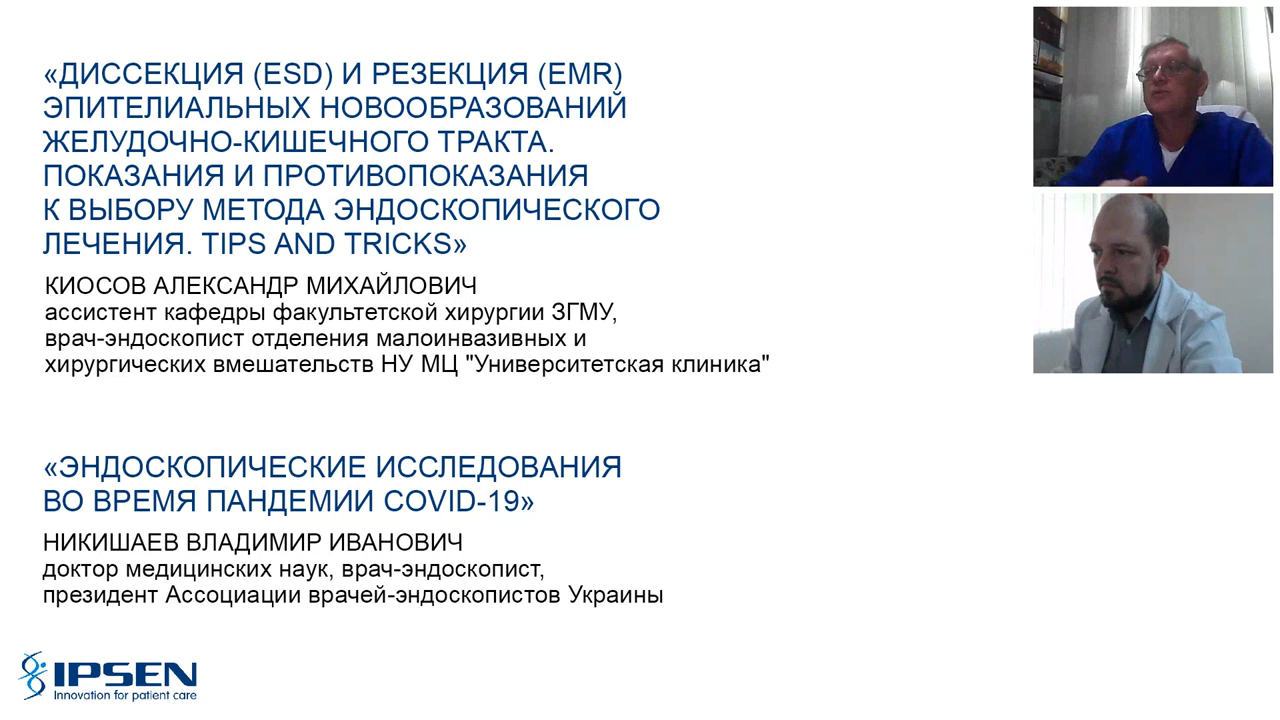 «ДИССЕКЦИЯ (ESD) И РЕЗЕКЦИЯ (EMR)
ЭПИТЕЛИАЛЬНЫХ НОВООБРАЗОВАНИЙ
ЖЕЛУДОЧНО-КИШЕЧНОГО ТРАКТА.
ПОКАЗАНИЯ И ПРОТИВОПОКАЗАНИЯ
К ВЫБОРУ МЕТОДА ЭНДОСКОПИЧЕСКОГО
ЛЕЧЕНИЯ. TIPS AND TRICKS»
КИОСОВ АЛЕКСАНДР МИХАЙЛОВИЧ
ассистент кафедры факультетской хирургии ЗГМУ,
врач-эндоскопист отделения малоинвазивных и
хирургических вмешательств НУ МЦ "Университетская клиника"
«ЭНДОСКОПИЧЕСКИЕ ИССЛЕДОВАНИЯ
ВО ВРЕМЯ ПАНДЕМИИ COVID-19»
НИКИШАЕВ ВЛАДИМИР ИВАНОВИЧ
доктор медицинских наук, врач-эндоскопист,
президент Ассоциации врачей-эндоскопистов Украины
IPSEN
Innovation for patient care